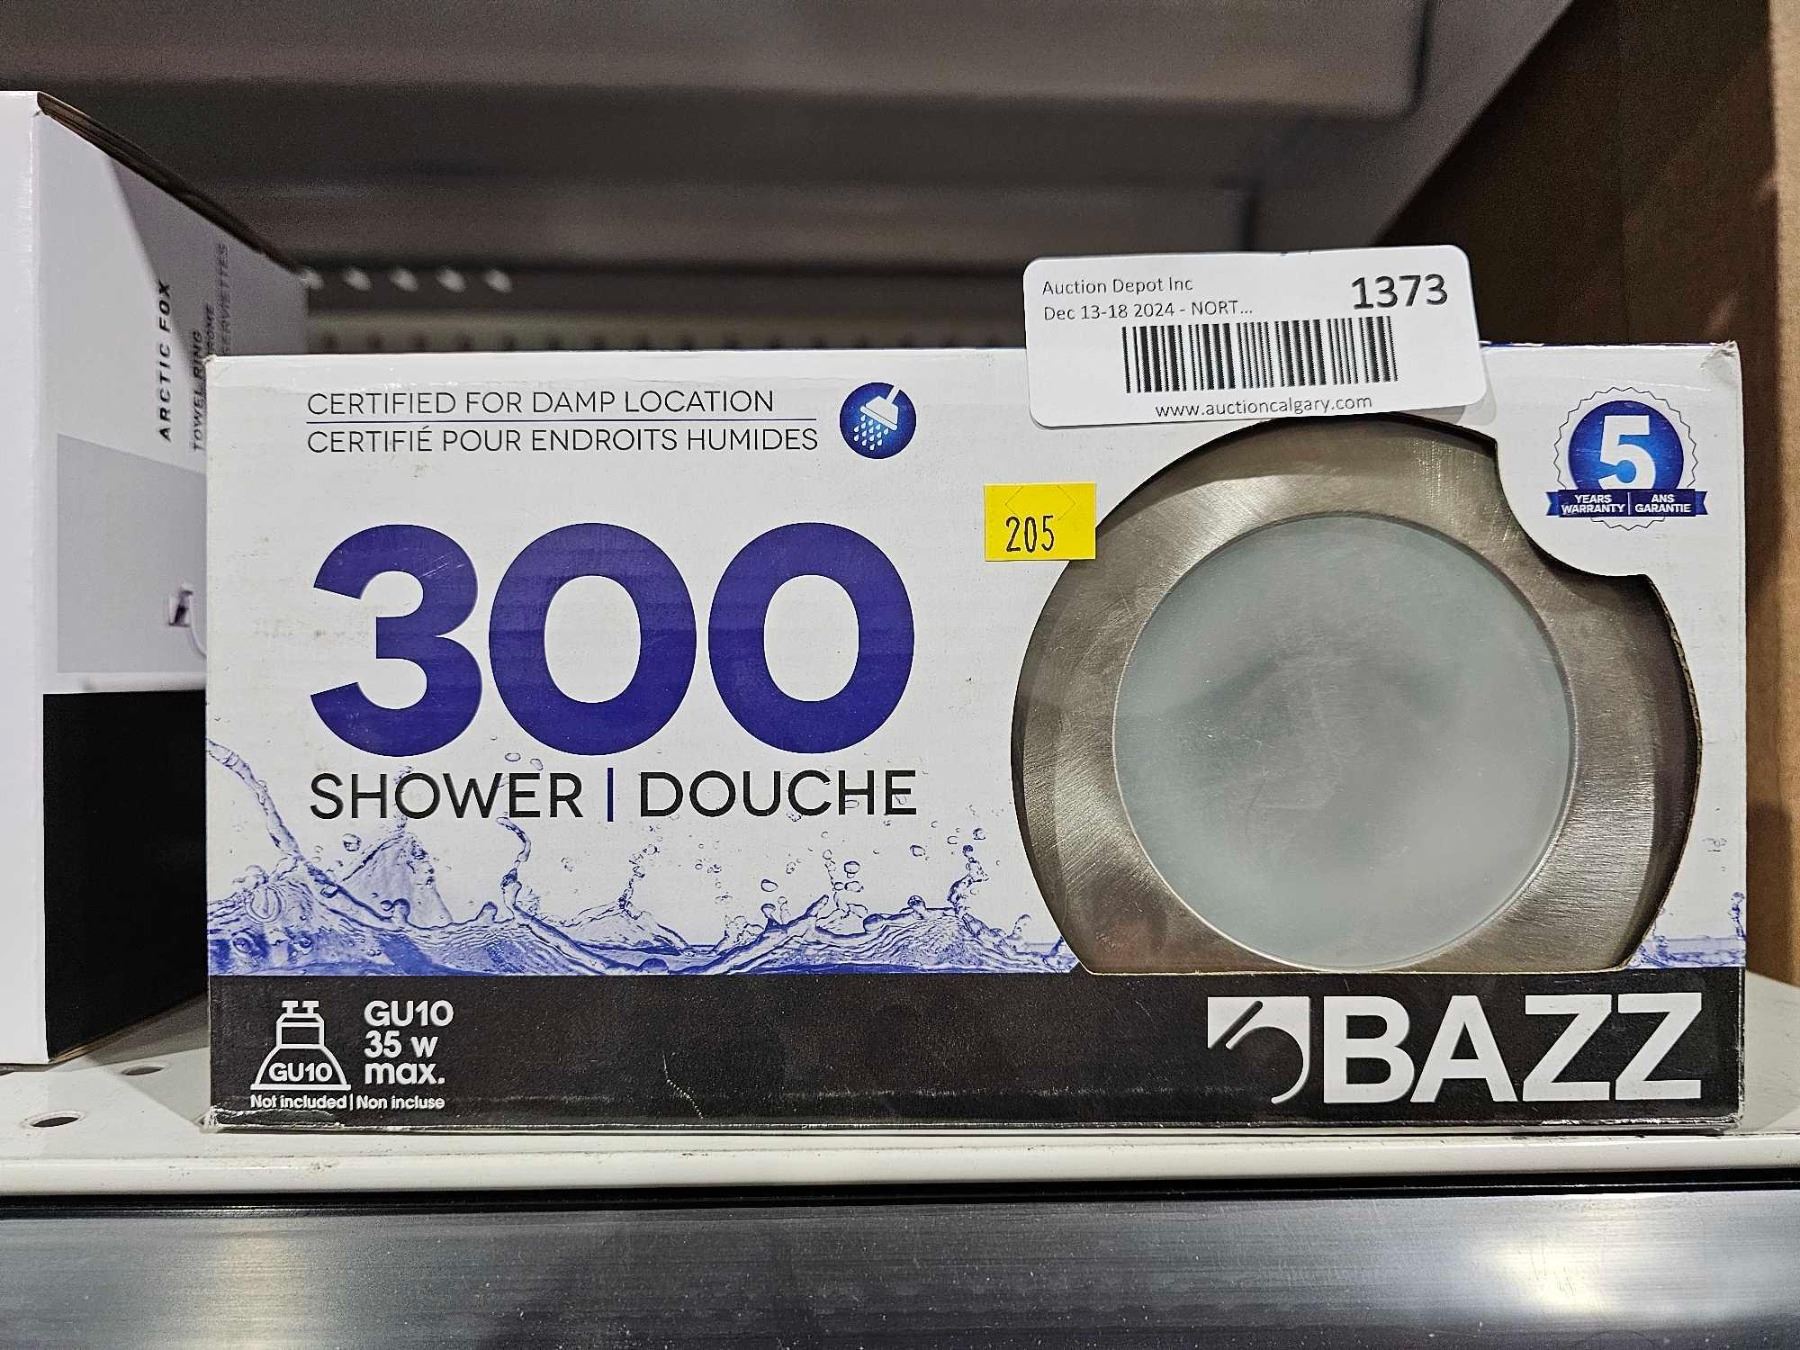 ARCTIC FOX
TOWEL RING
SERVIETTES
Auction Depot Inc
1373
Dec 13-18 2024 - NORT...
www.auctioncalgary.com
CERTIFIED FOR DAMP LOCATION
CERTIFIÉ POUR ENDROITS HUMIDES
5
YEARS | ANS
WARRANTY | GARANTIE
205
300
SHOWER | DOUCHE
GU10
35 w
max.
GU10
Not included | Non incluse
BAZZ